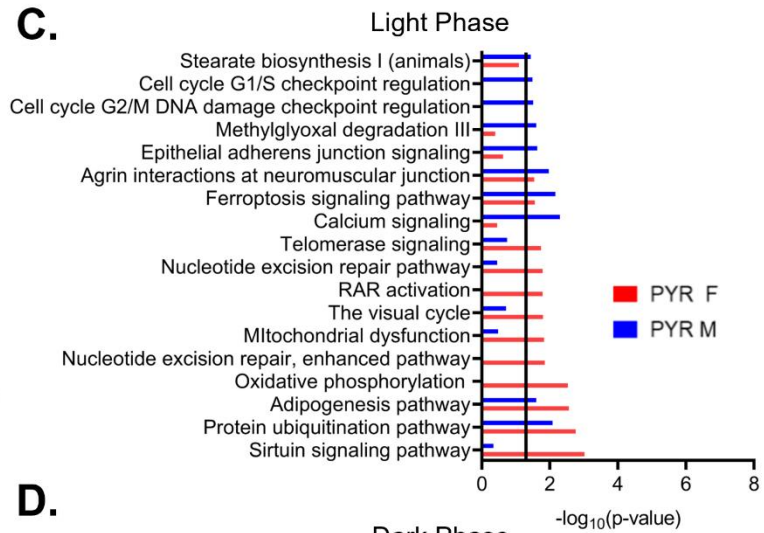 C.
Light Phase
Stearate biosynthesis I (animals)
Cell cycle G1/S checkpoint regulation
Cell cycle G2/M DNA damage checkpoint regulation
Methylglyoxal degradation III
Epithelial adherens junction signaling
Agrin interactions at neuromuscular junction
Ferroptosis signaling pathway
Calcium signaling
Telomerase signaling
Nucleotide excision repair pathway
RAR activation
The visual cycle
MItochondrial dysfunction
Nucleotide excision repair, enhanced pathway
Oxidative phosphorylation
Adipogenesis pathway
Protein ubiquitination pathway
Sirtuin signaling pathway
PYR F
PYR M
0 2 4 6 8
-log10(p-value)
D.
Dark Phase